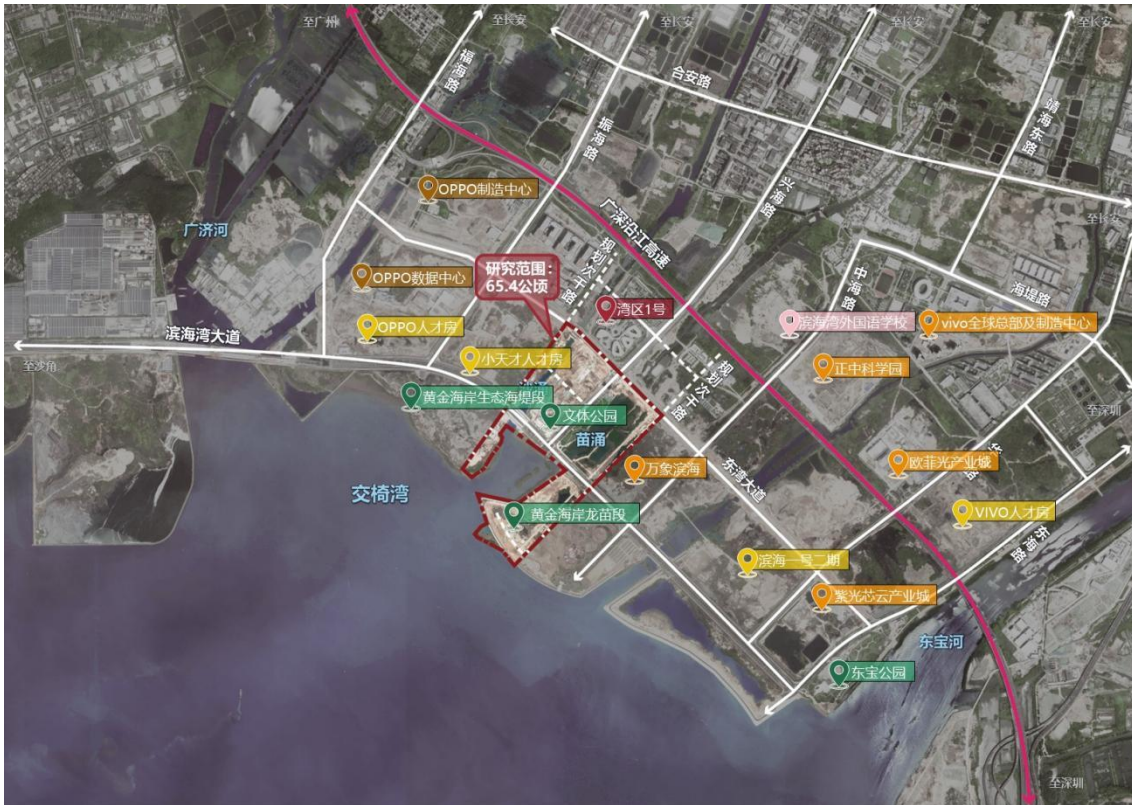 至广州
至长安
至长安
至长安
至长安
福海路
合安路
振海路
靖海东路
兴海路
OPPO制造中心
广深沿江高速
至长安
广济河
规划次干路
研究范围:
65.4公顷
中海路
OPPO数据中心
海堤路
湾区1号
滨海湾外国语学校
vivo全球总部及制造中心
OPPO人才房
滨海湾大道
小天才人才房
至沙角
正中科学园
规划次干路
黄金海岸生态海堤段
文体公园
至深圳
苗涌
万象滨海
东湾大道
欧菲光产业城
路
交椅湾
黄金海岸龙苗段
VIVO人才房
东海路
滨海一号二期
紫光芯云产业城
东宝河
东宝公园
至深圳